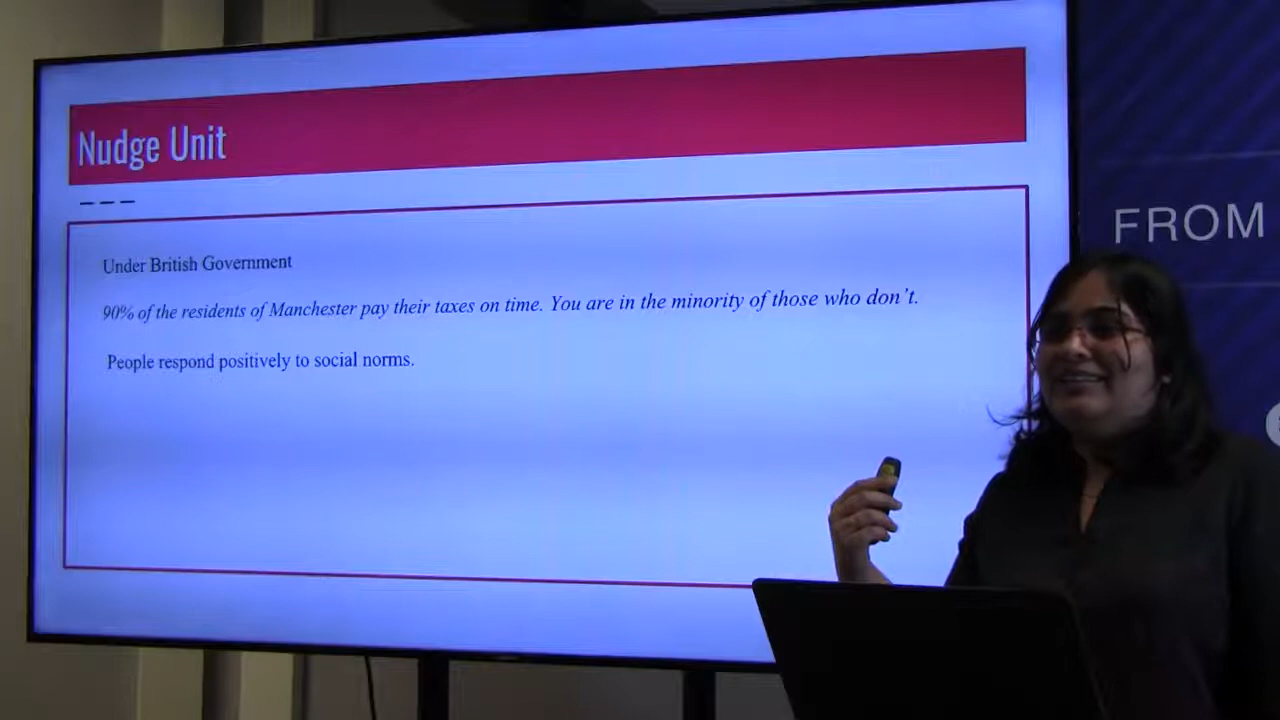 Nudge Unit
Under British Government
90% of the residents of Manchester pay their taxes on time. You are in the minority of those who don't.
People respond positively to social norms.
FROM